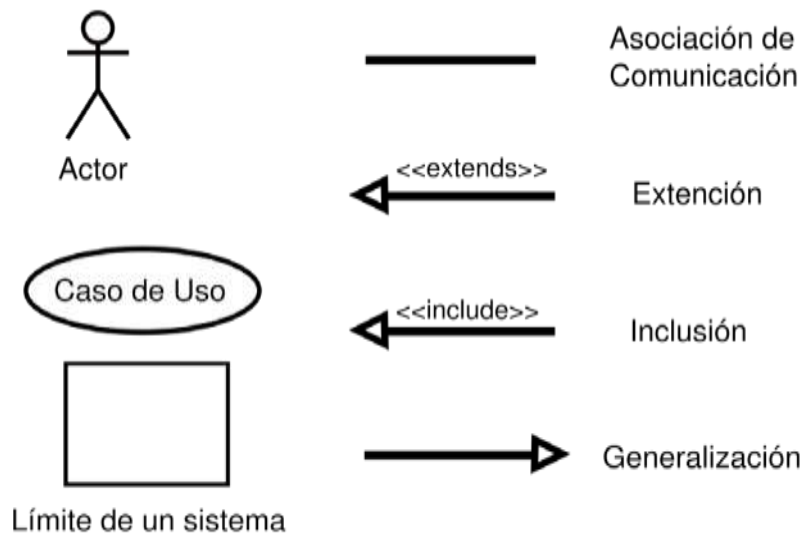 Actor
Caso de Uso
Límite de un sistema
Asociación de
Comunicación
<<extends>>
Extención
<<include>>
Inclusión
Generalización